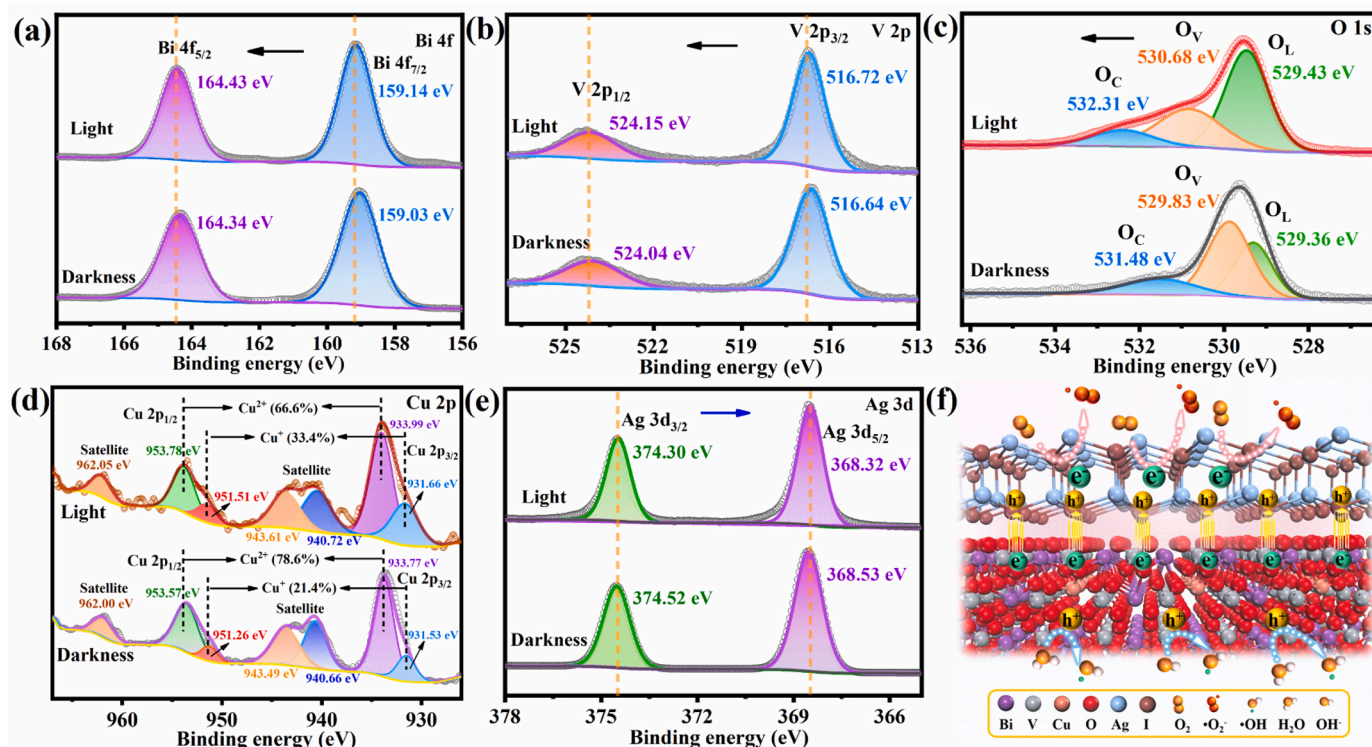 (a)
Bi 4f
Bi 4f5/2
164.43 eV
Bi 4f7/2
159.14 eV
Light
164.34 eV
159.03 eV
Darkness
168 166 164 162 160 158 156
Binding energy (eV)
(b)
V 2p
V 2p3/2
516.72 eV
V 2p1/2
524.15 eV
Light
516.64 eV
524.04 eV
Darkness
525 522 519 516 513
Binding energy (eV)
(c)
O 1s
OV
530.68 eV
OL
529.43 eV
OC
532.31 eV
Light
OV
529.83 eV
OL
529.36 eV
OC
531.48 eV
Darkness
536 533 530 528
Binding energy (eV)
(d)
Cu 2p
Cu 2p1/2
Cu2+ (66.6%)
933.99 eV
Cu+ (33.4%)
Cu 2p3/2
Satellite
962.05 eV
953.78 eV
Satellite
931.66 eV
951.51 eV
Light
943.61 eV
940.72 eV
Cu 2p1/2
Cu2+ (78.6%)
933.77 eV
Cu+ (21.4%)
Cu 2p3/2
Satellite
962.00 eV
953.57 eV
Satellite
931.53 eV
951.26 eV
Darkness
943.49 eV
940.66 eV
960 950 940 930
Binding energy (eV)
(e)
Ag 3d
Ag 3d3/2
374.30 eV
Ag 3d5/2
368.32 eV
Light
374.52 eV
368.53 eV
Darkness
378 375 372 369 366
Binding energy (eV)
(f)
e- e- e-
h+ h+ h+ h+ h+ h+
e- e- e- e- e- e-
h+ h+ h+
Bi V Cu O Ag I O2 •O2- •OH H2O OH-